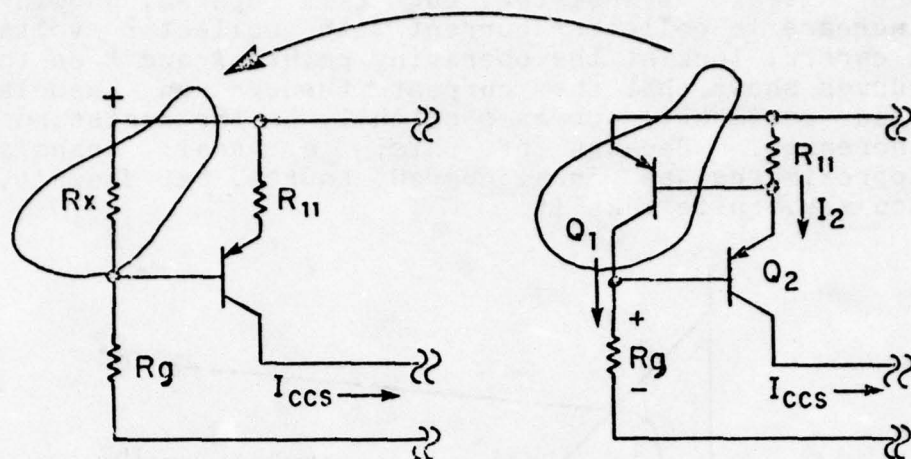 +
Rx
R11
Rg
ICCS
Q1
R11
I2
Q2
+
Rg
−
ICCS